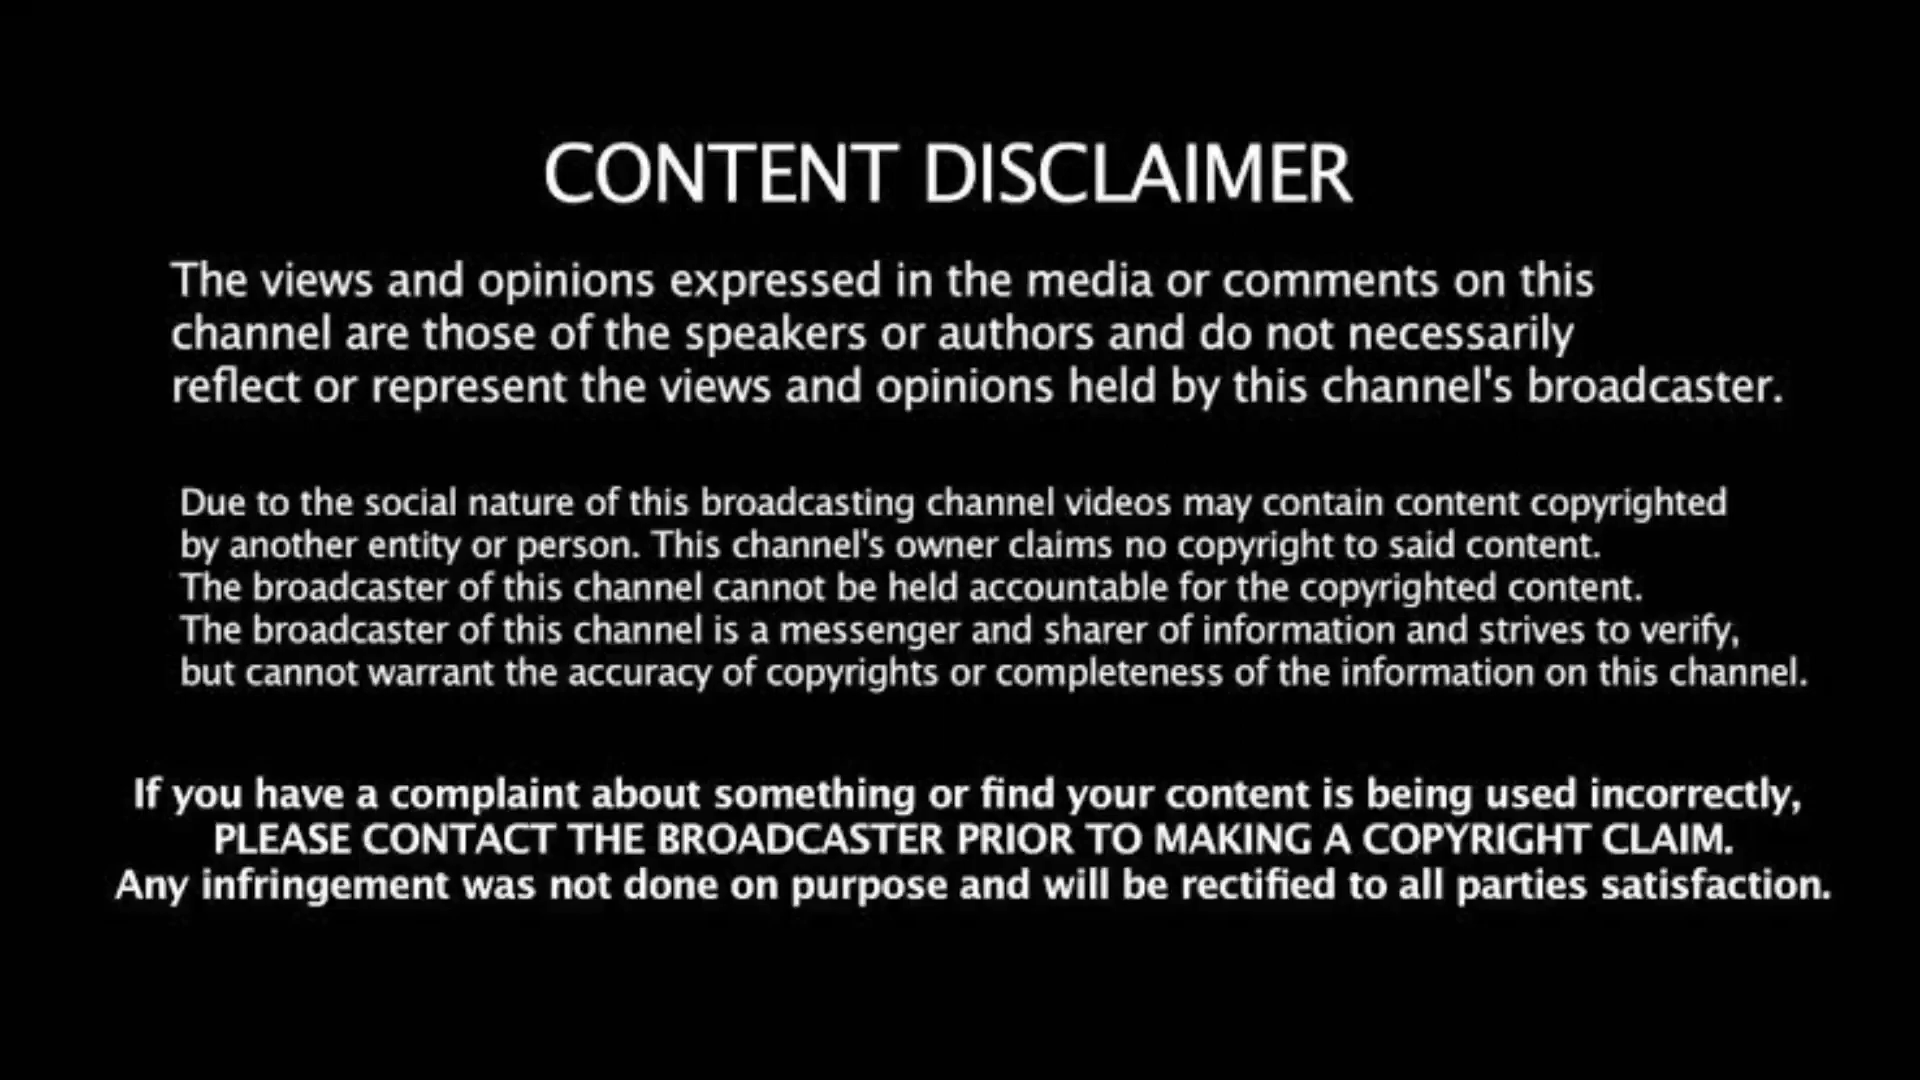 CONTENT DISCLAIMER
The views and opinions expressed in the media or comments on this
channel are those of the speakers or authors and do not necessarily
reflect or represent the views and opinions held by this channel's broadcaster.
Due to the social nature of this broadcasting channel videos may contain content copyrighted
by another entity or person. This channel's owner claims no copyright to said content.
The broadcaster of this channel cannot be held accountable for the copyrighted content.
The broadcaster of this channel is a messenger and sharer of information and strives to verify,
but cannot warrant the accuracy of copyrights or completeness of the information on this channel.
If you have a complaint about something or find your content is being used incorrectly,
PLEASE CONTACT THE BROADCASTER PRIOR TO MAKING A COPYRIGHT CLAIM.
Any infringement was not done on purpose and will be rectified to all parties satisfaction.